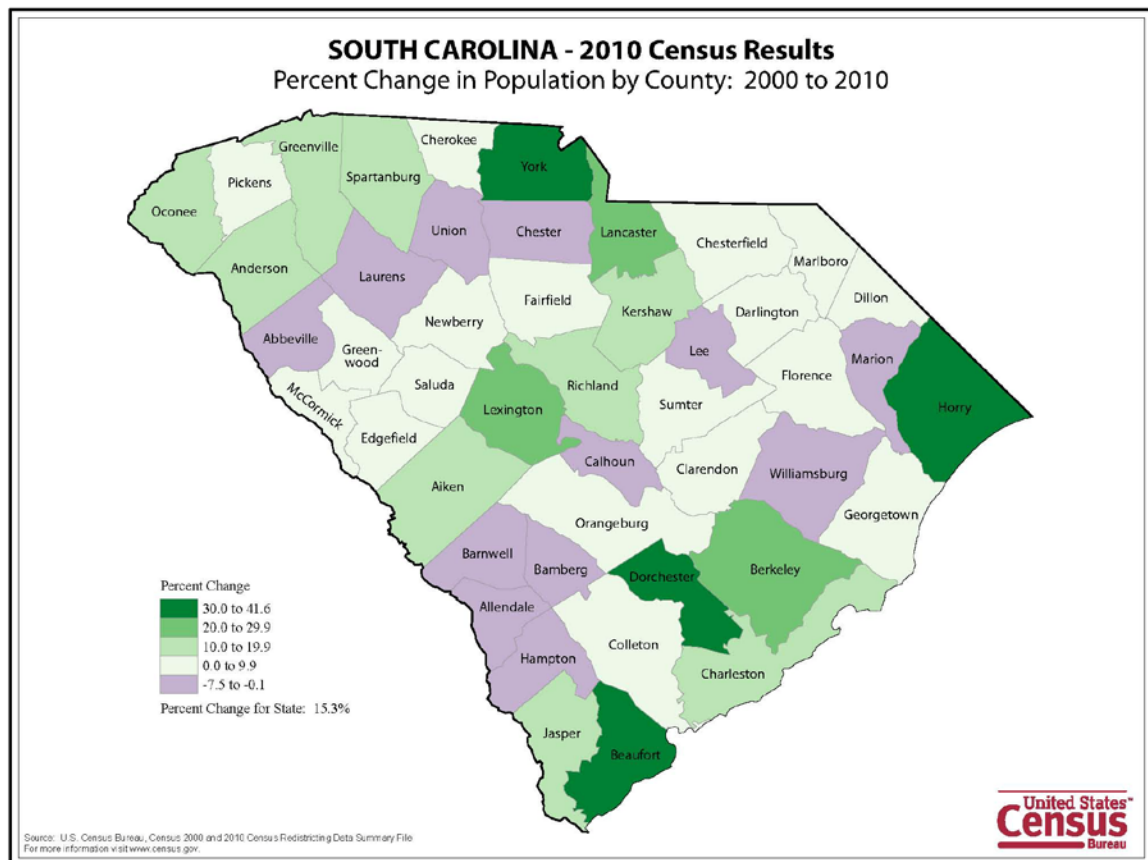 SOUTH CAROLINA - 2010 Census Results
Percent Change in Population by County: 2000 to 2010
Cherokee
York
Greenville
Spartanburg
Pickens
Oconee
Union
Chester
Lancaster
Chesterfield
Marlboro
Anderson
Laurens
Dillon
Fairfield
Kershaw
Darlington
Newberry
Abbeville
Green-
wood
Lee
Marion
Florence
Saluda
Richland
McCormick
Lexington
Sumter
Horry
Edgefield
Calhoun
Clarendon
Williamsburg
Aiken
Georgetown
Orangeburg
Barnwell
Bamberg
Dorchester
Berkeley
Allendale
Colleton
Hampton
Charleston
Jasper
Beaufort
Percent Change
30.0 to 41.6
20.0 to 29.9
10.0 to 19.9
0.0 to 9.9
-7.5 to -0.1
Percent Change for State: 15.3%
Source: U.S. Census Bureau, Census 2000 and 2010 Census Redistricting Data Summary File
For more information visit www.census.gov.
United States™
Census
Bureau